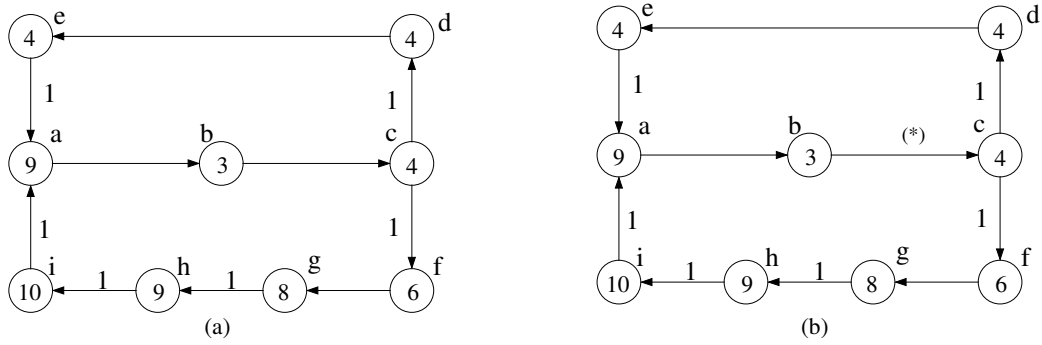 e d e d
4 4 4 4
1 1 1 1
a b c a b (*) c
9 3 4 9 3 4
1 1 1 1
i h g f i h g f
10 1 9 1 8 6 10 1 9 1 8 6
(a) (b)